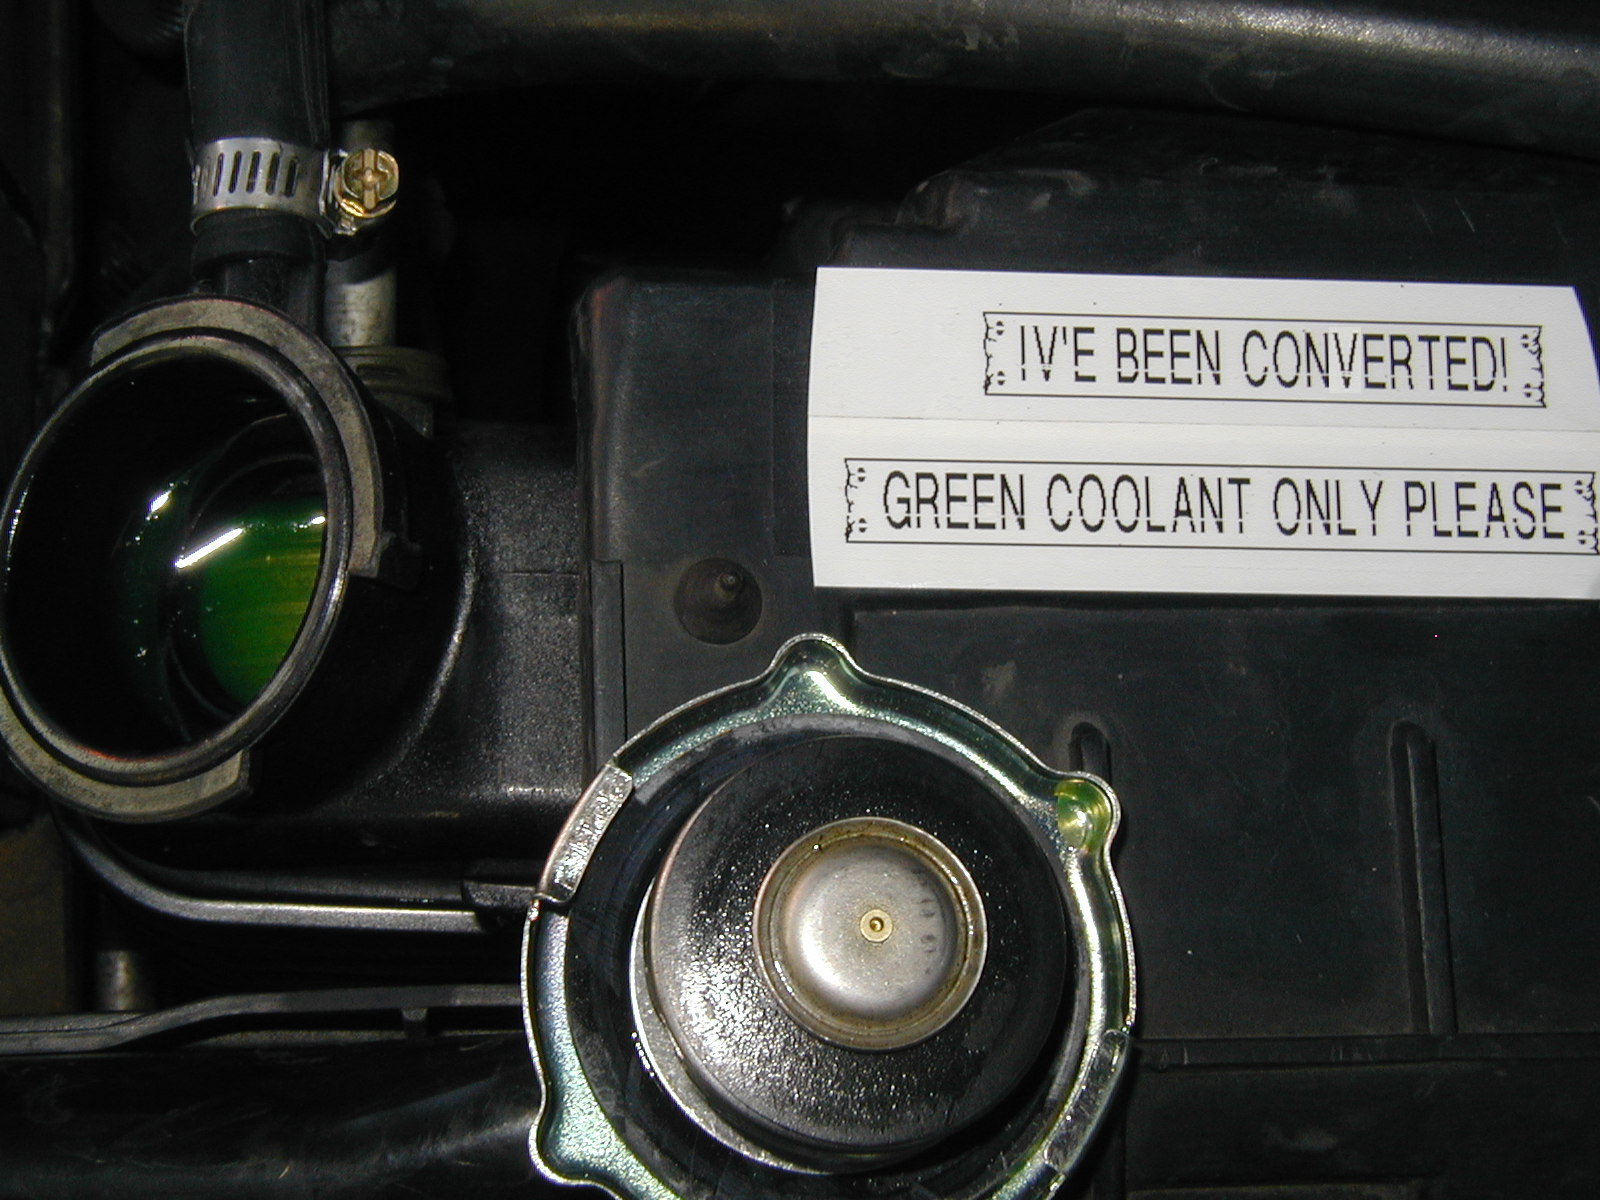 IV'E BEEN CONVERTED!
GREEN COOLANT ONLY PLEASE